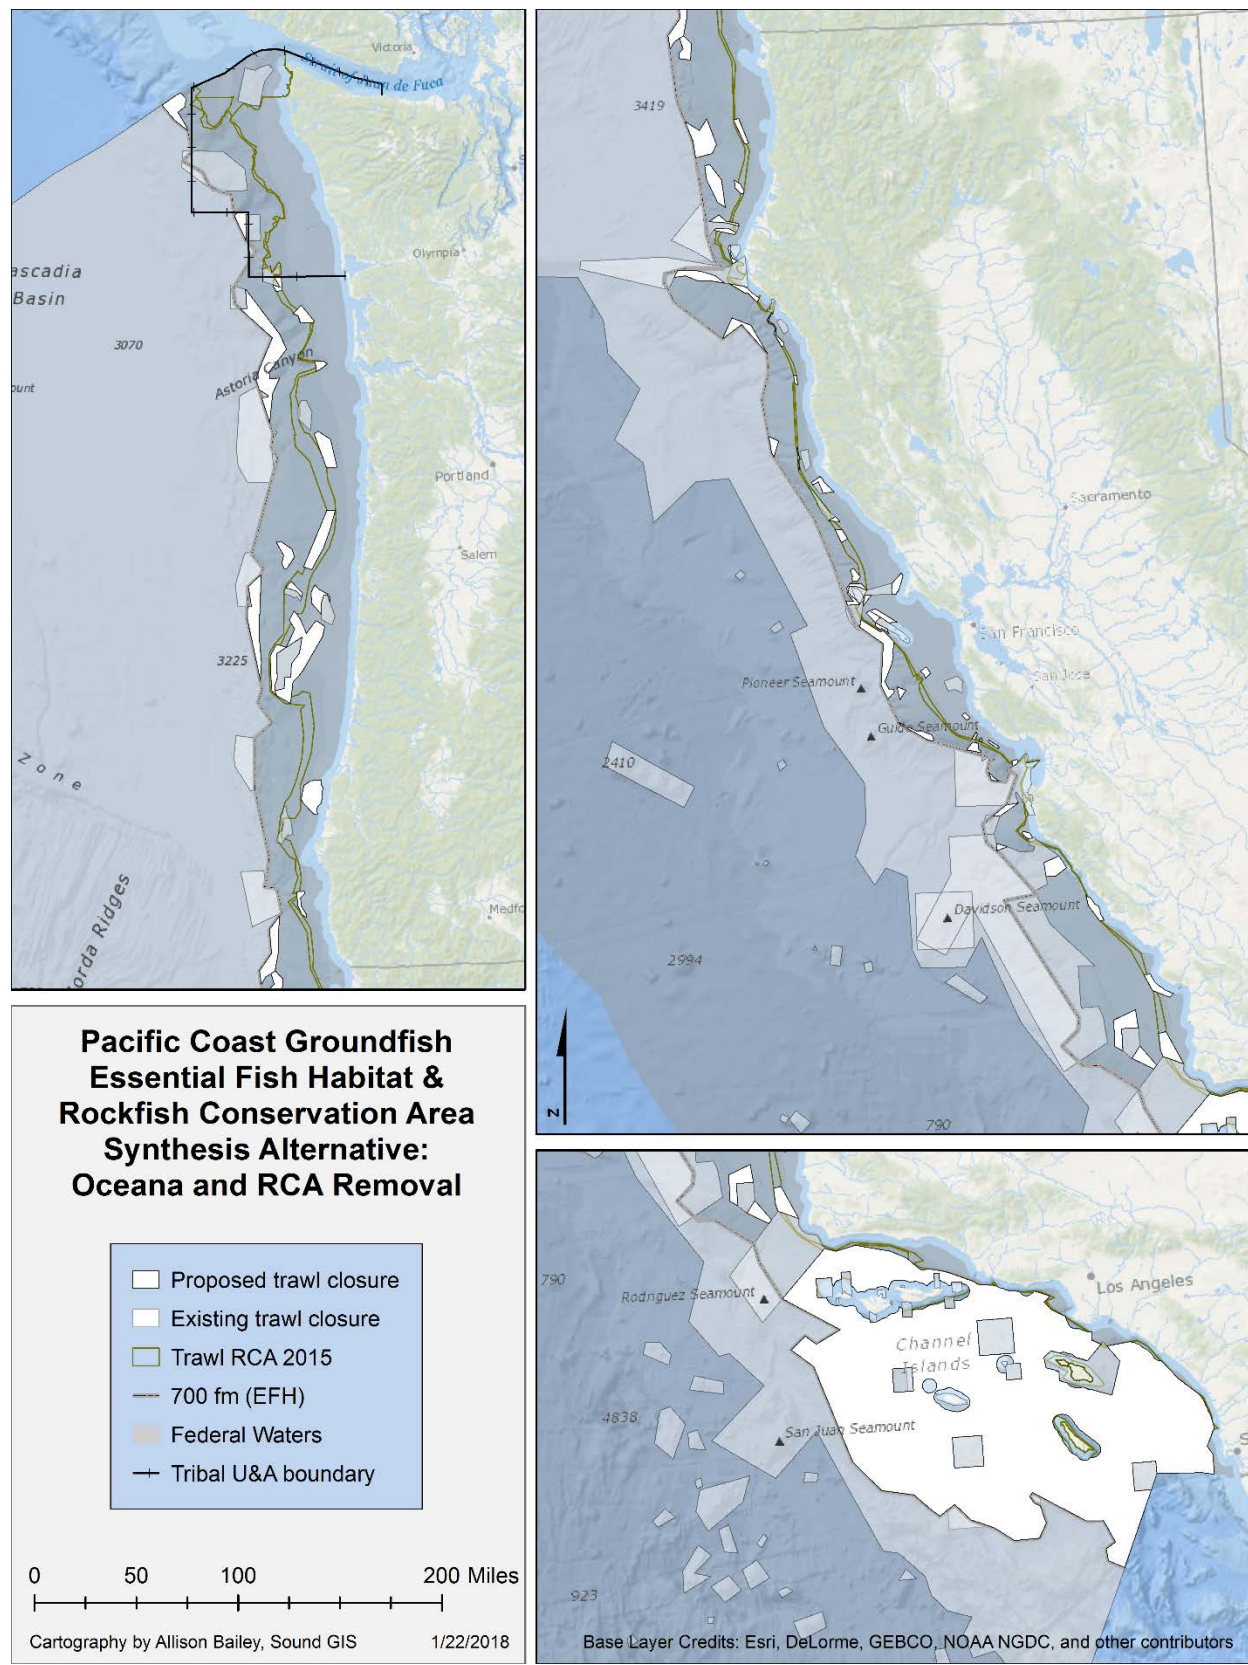 Victoria
Strait of Juan de Fuca
Olympia
ascadia
Basin
3070
ount
Astoria Canyon
Portland
Salem
3225
Zone
Medfo
orda Ridges
3419
Sacramento
San Francisco
San Jose
Pioneer Seamount
Guide Seamount
2410
Davidson Seamount
2994
N
790
Pacific Coast Groundfish
Essential Fish Habitat &
Rockfish Conservation Area
Synthesis Alternative:
Oceana and RCA Removal
Proposed trawl closure
Existing trawl closure
Trawl RCA 2015
700 fm (EFH)
Federal Waters
Tribal U&A boundary
0 50 100 200 Miles
Cartography by Allison Bailey, Sound GIS 1/22/2018
790
Rodriguez Seamount
Los Angeles
Channel
Islands
4838
San Juan Seamount
S
923
Base Layer Credits: Esri, DeLorme, GEBCO, NOAA NGDC, and other contributors